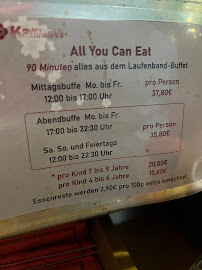 Kamon
All You Can Eat
90 Minuten alles aus dem Laufenband-Buffet
Mittagsbuffe Mo. bis Fr. pro Person
12:00 bis 17:00 Uhr 37,80€
Abendbuffe Mo. bis Fr. pro Person
17:00 bis 22:30 Uhr 35,80€
Sa. So. und Feiertags
12:00 bis 22:30 Uhr
* pro Kind 7 bis 9 Jahre 20,80€
pro Kind 4 bis 6 Jahre 15,80€
Essenreste werden 2,90€ pro 100g extra berechnet